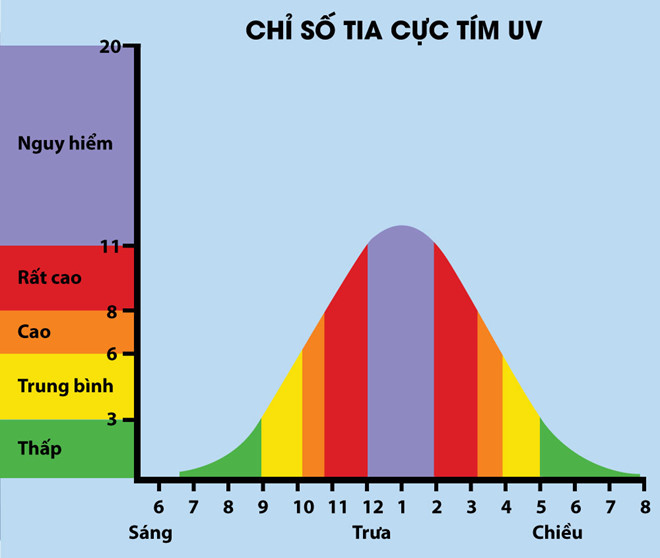 CHỈ SỐ TIA CỰC TÍM UV
20
Nguy hiểm
11
Rất cao
8
Cao
6
Trung bình
3
Thấp
6 7 8 9 10 11 12 1 2 3 4 5 6 7 8
Sáng Trưa Chiều